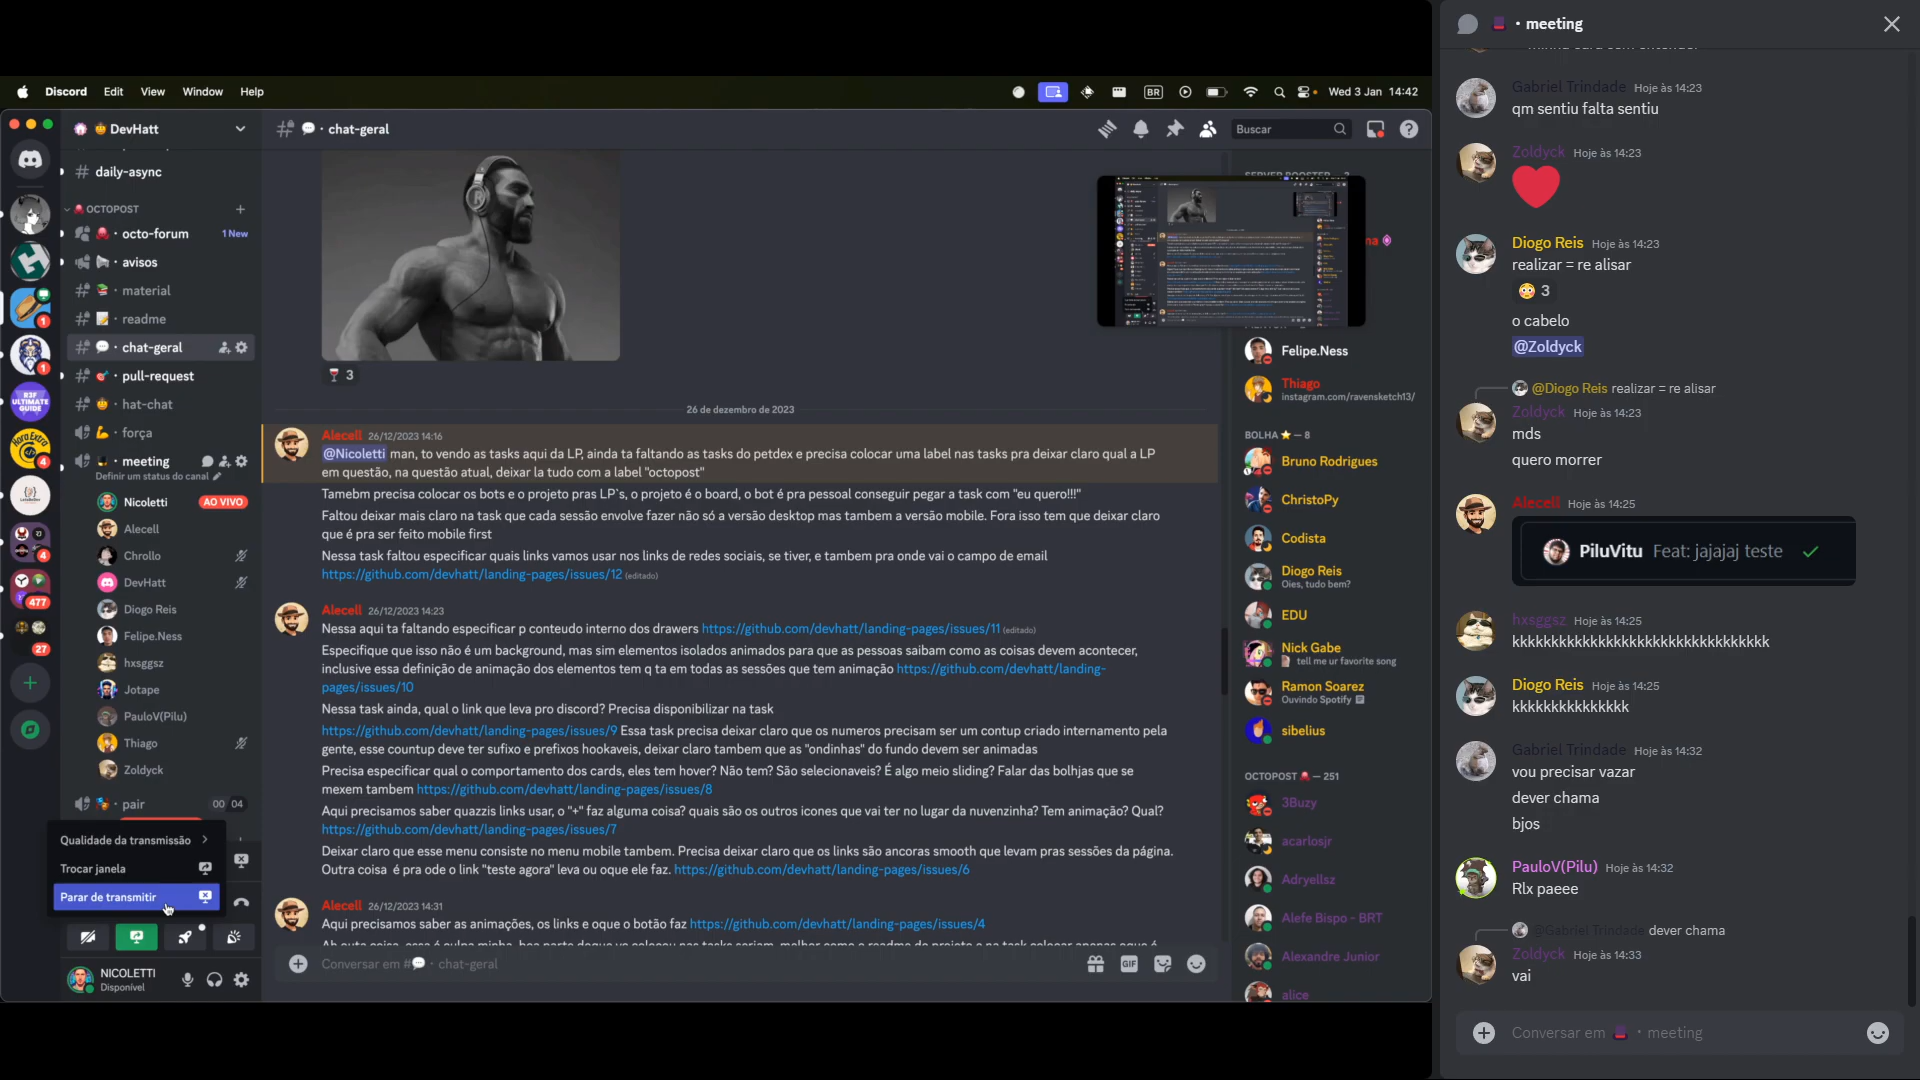 Discord Edit View Window Help
BR
Wed 3 Jan 14:42
DevHatt
daily-async
OCTOPOST
octo-forum 1 New
avisos
material
readme
chat-geral
pull-request
hat-chat
força
meeting
Definir um status do canal
Nicoletti AO VIVO
Alecell
Chrollo
DevHatt
Diogo Reis
Felipe.Ness
hxsggsz
Jotape
PauloV(Pilu)
Thiago
Zoldyck
pair 00 04
Qualidade da transmissão
Trocar janela
Parar de transmitir
NICOLETTI
Disponível
1
1
B2F
ULTIMATE
GUIDE
Hora Extra
4
4
477
27
chat-geral
Buscar
3
26 de dezembro de 2023
Alecell 26/12/2023 14:16
@Nicoletti man, to vendo as tasks aqui da LP, ainda ta faltando as tasks do petdex e precisa colocar uma label nas tasks pra deixar claro qual a LP
em questão, na questão atual, deixar la tudo com a label "octopost"
Tamebm precisa colocar os bots e o projeto pras LP`s, o projeto é o board, o bot é pra pessoal conseguir pegar a task com "eu quero!!!"
Faltou deixar mais claro na task que cada sessão envolve fazer não só a versão desktop mas tambem a versão mobile. Fora isso tem que deixar claro
que é pra ser feito mobile first
Nessa task faltou especificar quais links vamos usar nos links de redes sociais, se tiver, e tambem pra onde vai o campo de email
https://github.com/devhatt/landing-pages/issues/12 (editado)
Alecell 26/12/2023 14:23
Nessa aqui ta faltando especificar p conteudo interno dos drawers https://github.com/devhatt/landing-pages/issues/11 (editado)
Especifique que isso não é um background, mas sim elementos isolados animados para que as pessoas saibam como as coisas devem acontecer,
inclusive essa definição de animação dos elementos tem q ta em todas as sessões que tem animação https://github.com/devhatt/landing-
pages/issues/10
Nessa task ainda, qual o link que leva pro discord? Precisa disponibilizar na task
https://github.com/devhatt/landing-pages/issues/9 Essa task precisa deixar claro que os numeros precisam ser um contup criado internamento pela
gente, esse countup deve ter sufixo e prefixos hookaveis, deixar claro tambem que as "ondinhas" do fundo devem ser animadas
Precisa especificar qual o comportamento dos cards, eles tem hover? Não tem? São selecionaveis? É algo meio sliding? Falar das bolhjas que se
mexem tambem https://github.com/devhatt/landing-pages/issues/8
Aqui precisamos saber quazzis links usar, o "+" faz alguma coisa? quais são os outros icones que vai ter no lugar da nuvenzinha? Tem animação? Qual?
https://github.com/devhatt/landing-pages/issues/7
Deixar claro que esse menu consiste no menu mobile tambem. Precisa deixar claro que os links são ancoras smooth que levam pras sessões da página.
Outra coisa é pra ode o link "teste agora" leva ou oque ele faz. https://github.com/devhatt/landing-pages/issues/6
Alecell 26/12/2023 14:31
Aqui precisamos saber as animações, os links e oque o botão faz https://github.com/devhatt/landing-pages/issues/4
Conversar em # · chat-geral
GIF
Felipe.Ness
Thiago
instagram.com/ravensketch13/
BOLHA — 8
Bruno Rodrigues
ChristoPy
Codista
Diogo Reis
Oies, tudo bem?
EDU
Nick Gabe
tell me ur favorite song
Ramon Soarez
Ouvindo Spotify
sibelius
OCTOPOST — 251
3Buzy
acarlosjr
Adryellsz
Alefe Bispo - BRT
Alexandre Junior
alice
· meeting
Gabriel Trindade Hoje às 14:23
qm sentiu falta sentiu
Zoldyck Hoje às 14:23
Diogo Reis Hoje às 14:23
realizar = re alisar
3
o cabelo
@Zoldyck
@Diogo Reis realizar = re alisar
Zoldyck Hoje às 14:23
mds
quero morrer
Alecell Hoje às 14:25
PiluVitu Feat: jajajaj teste
hxsggsz Hoje às 14:25
kkkkkkkkkkkkkkkkkkkkkkkkkkkkkkkkk
Diogo Reis Hoje às 14:25
kkkkkkkkkkkkkkk
Gabriel Trindade Hoje às 14:32
vou precisar vazar
dever chama
bjos
PauloV(Pilu) Hoje às 14:32
Rlx paeee
@Gabriel Trindade dever chama
Zoldyck Hoje às 14:33
vai
Conversar em · meeting